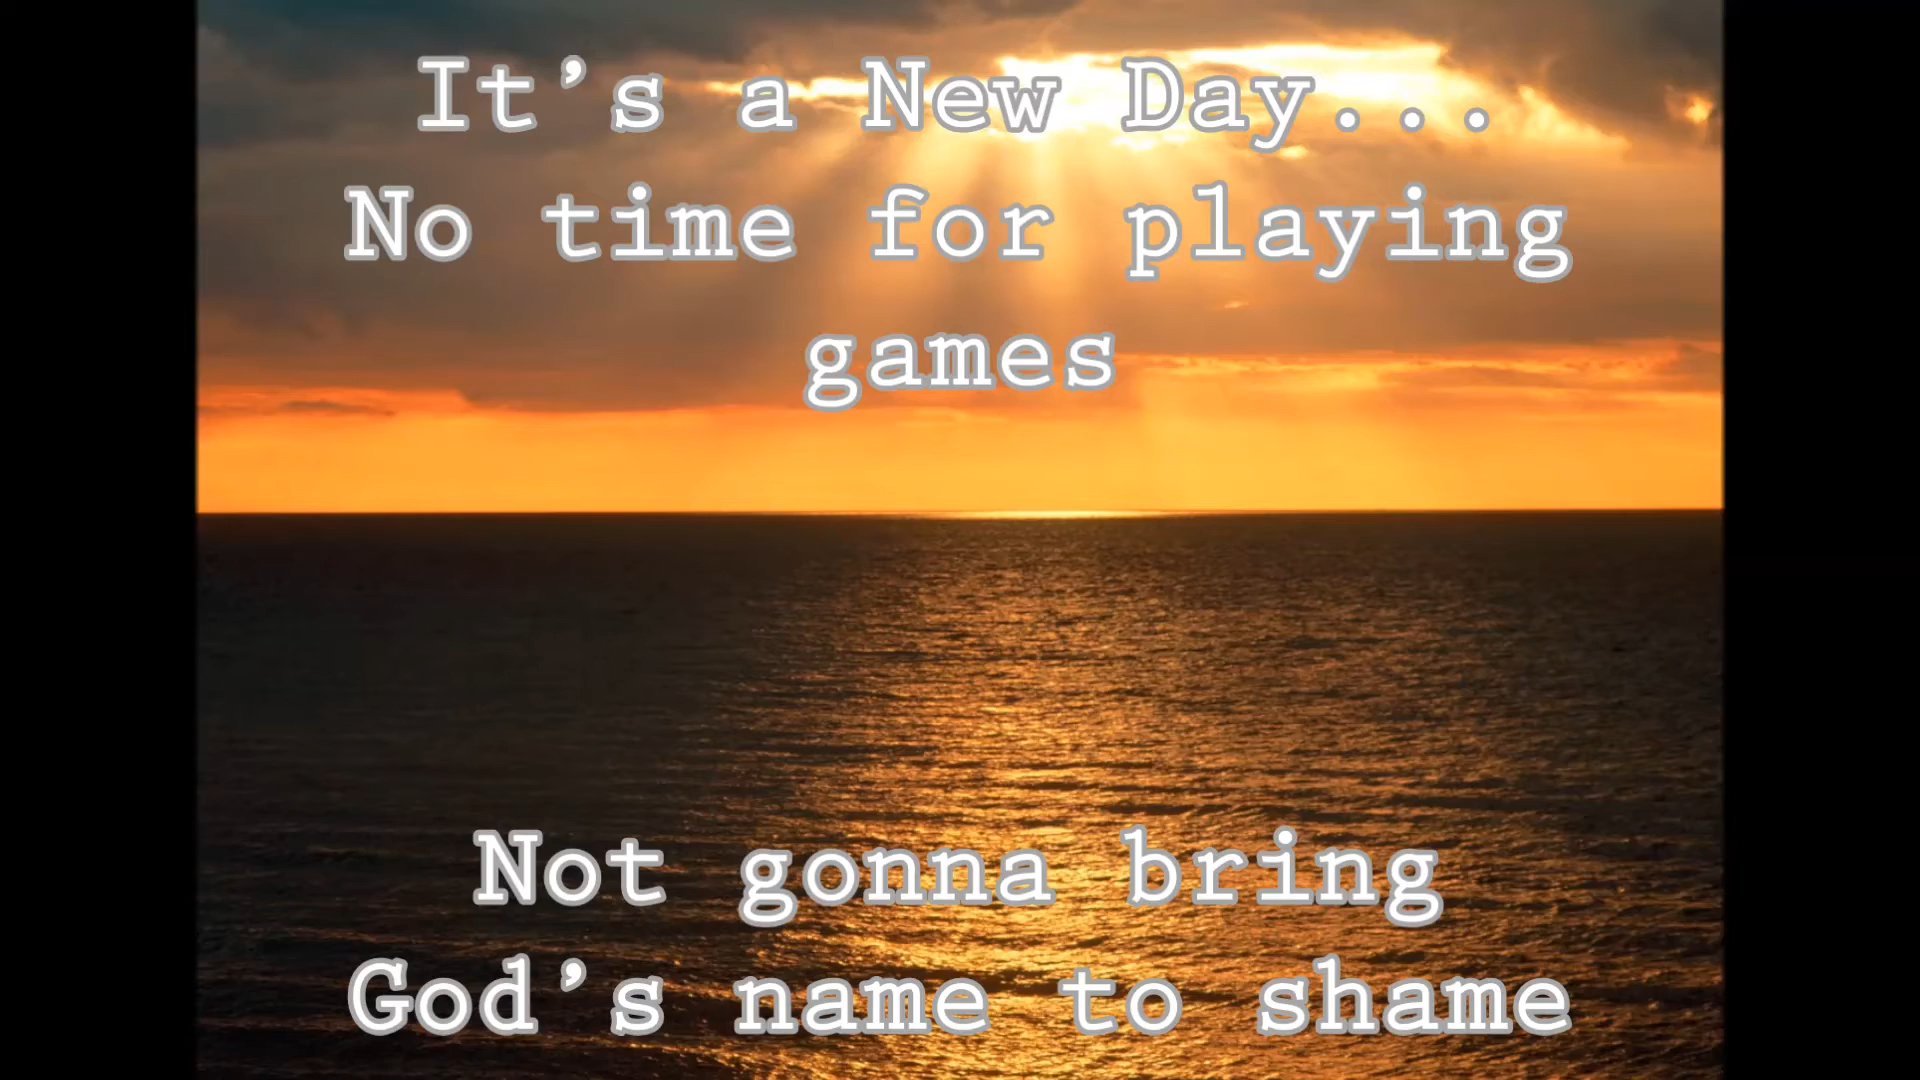 It's a New Day...
No time for playing
games
Not gonna bring
God's name to shame